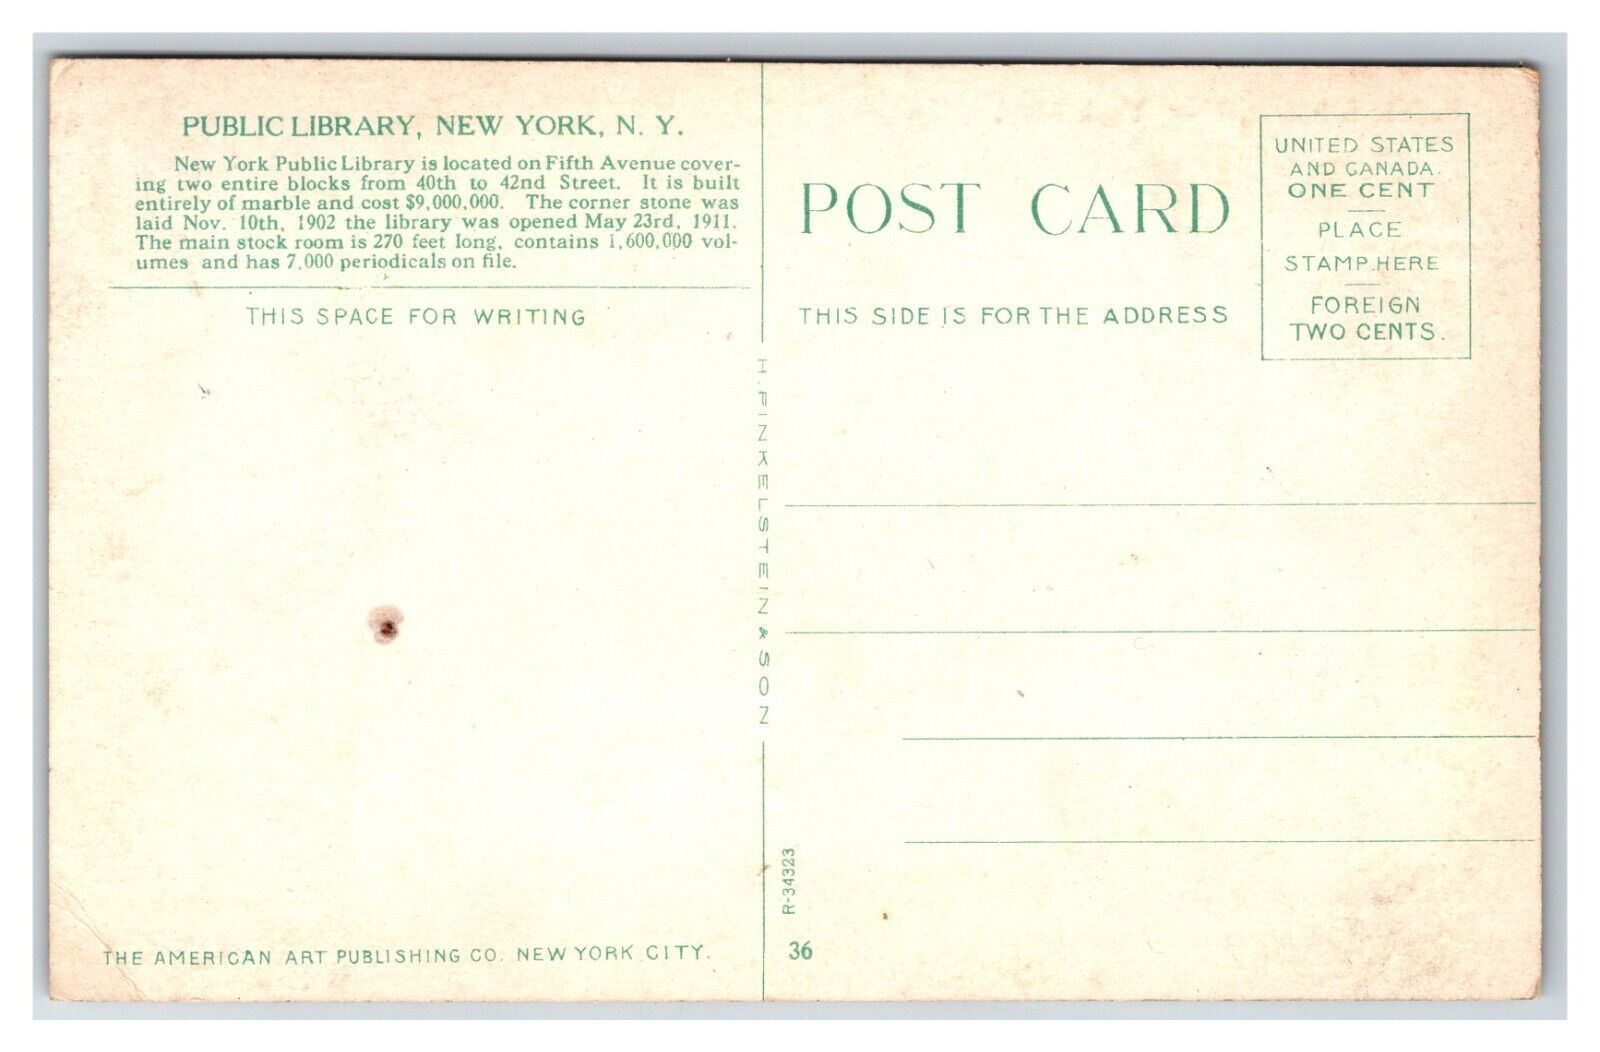 PUBLIC LIBRARY, NEW YORK, N. Y.
New York Public Library is located on Fifth Avenue cover-
ing two entire blocks from 40th to 42nd Street. It is built
entirely of marble and cost $9,000,000. The corner stone was
laid Nov. 10th, 1902 the library was opened May 23rd, 1911.
The main stock room is 270 feet long, contains 1,600,000 vol-
umes and has 7,000 periodicals on file.
THIS SPACE FOR WRITING
THE AMERICAN ART PUBLISHING CO. NEW YORK CITY.
H. FINKELSTEIN & SON
POST CARD
THIS SIDE IS FOR THE ADDRESS
UNITED STATES
AND CANADA.
ONE CENT
PLACE
STAMP HERE
FOREIGN
TWO CENTS.
R-34323
36